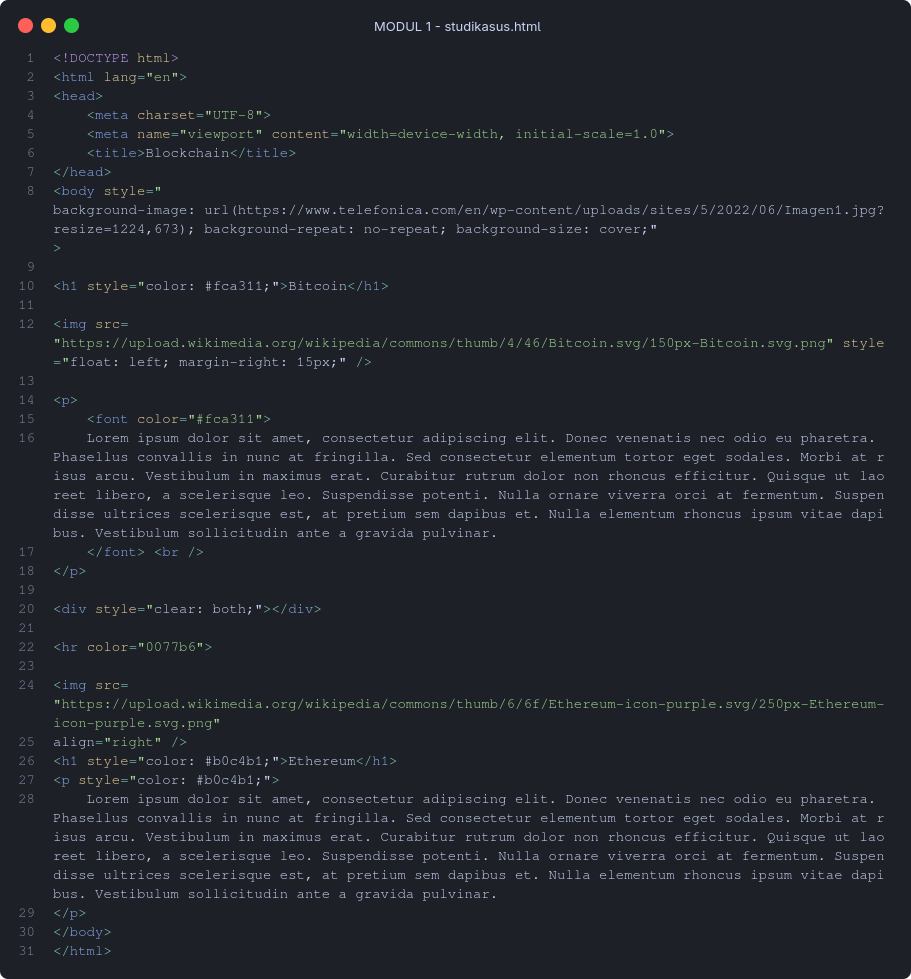 MODUL 1 - studikasus.html
1 <!DOCTYPE html>
2 <html lang="en">
3 <head>
4     <meta charset="UTF-8">
5     <meta name="viewport" content="width=device-width, initial-scale=1.0">
6     <title>Blockchain</title>
7 </head>
8 <body style="
background-image: url(https://www.telefonica.com/en/wp-content/uploads/sites/5/2022/06/Imagen1.jpg?
resize=1224,673); background-repeat: no-repeat; background-size: cover;"
>
9
10 <h1 style="color: #fca311;">Bitcoin</h1>
11
12 <img src=
"https://upload.wikimedia.org/wikipedia/commons/thumb/4/46/Bitcoin.svg/150px-Bitcoin.svg.png" style
="float: left; margin-right: 15px;" />
13
14 <p>
15     <font color="#fca311">
16     Lorem ipsum dolor sit amet, consectetur adipiscing elit. Donec venenatis nec odio eu pharetra.
Phasellus convallis in nunc at fringilla. Sed consectetur elementum tortor eget sodales. Morbi at r
isus arcu. Vestibulum in maximus erat. Curabitur rutrum dolor non rhoncus efficitur. Quisque ut lao
reet libero, a scelerisque leo. Suspendisse potenti. Nulla ornare viverra orci at fermentum. Suspen
disse ultrices scelerisque est, at pretium sem dapibus et. Nulla elementum rhoncus ipsum vitae dapi
bus. Vestibulum sollicitudin ante a gravida pulvinar.
17     </font> <br />
18 </p>
19
20 <div style="clear: both;"></div>
21
22 <hr color="0077b6">
23
24 <img src=
"https://upload.wikimedia.org/wikipedia/commons/thumb/6/6f/Ethereum-icon-purple.svg/250px-Ethereum-
icon-purple.svg.png"
25 align="right" />
26 <h1 style="color: #b0c4b1;">Ethereum</h1>
27 <p style="color: #b0c4b1;">
28     Lorem ipsum dolor sit amet, consectetur adipiscing elit. Donec venenatis nec odio eu pharetra.
Phasellus convallis in nunc at fringilla. Sed consectetur elementum tortor eget sodales. Morbi at r
isus arcu. Vestibulum in maximus erat. Curabitur rutrum dolor non rhoncus efficitur. Quisque ut lao
reet libero, a scelerisque leo. Suspendisse potenti. Nulla ornare viverra orci at fermentum. Suspen
disse ultrices scelerisque est, at pretium sem dapibus et. Nulla elementum rhoncus ipsum vitae dapi
bus. Vestibulum sollicitudin ante a gravida pulvinar.
29 </p>
30 </body>
31 </html>